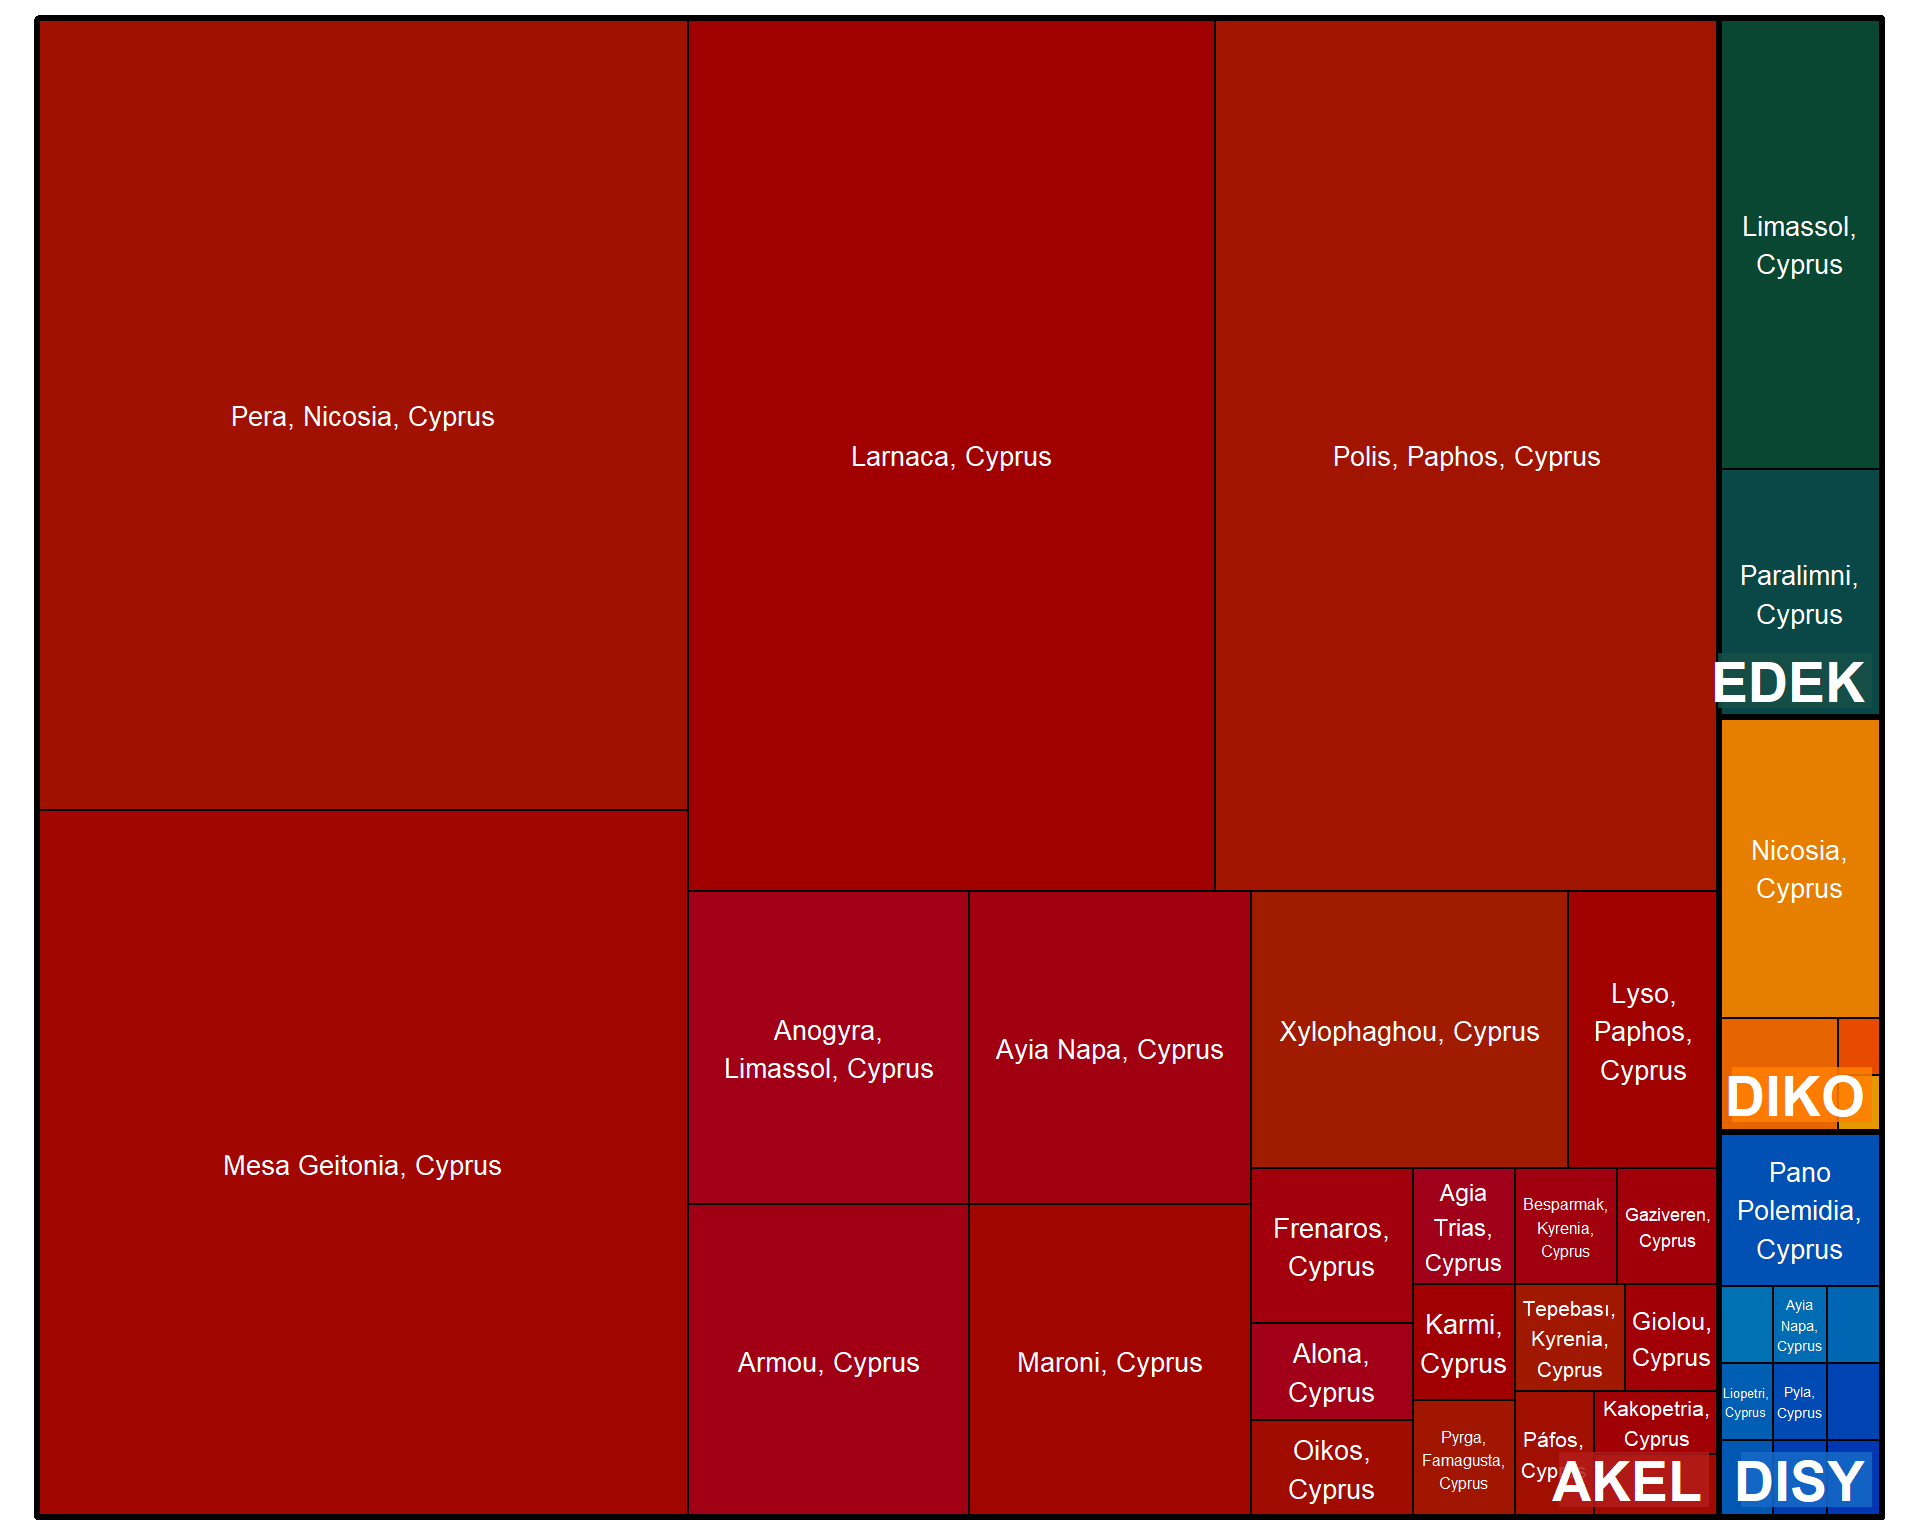 Pera, Nicosia, Cyprus
Larnaca, Cyprus
Polis, Paphos, Cyprus
Mesa Geitonia, Cyprus
Anogyra,
Limassol, Cyprus
Ayia Napa, Cyprus
Armou, Cyprus
Maroni, Cyprus
Xylophaghou, Cyprus
Lyso,
Paphos,
Cyprus
Frenaros,
Cyprus
Alona,
Cyprus
Oikos,
Cyprus
Agia
Trias,
Cyprus
Karmi,
Cyprus
Pyrga,
Famagusta,
Cyprus
Besparmak,
Kyrenia,
Cyprus
Gaziveren,
Cyprus
Tepebası,
Kyrenia,
Cyprus
Giolou,
Cyprus
Páfos,
Cyprus
Kakopetria,
Cyprus
AKEL
Limassol,
Cyprus
Paralimni,
Cyprus
EDEK
Nicosia,
Cyprus
DIKO
Pano
Polemidia,
Cyprus
Ayia
Napa,
Cyprus
Liopetri,
Cyprus
Pyla,
Cyprus
DISY